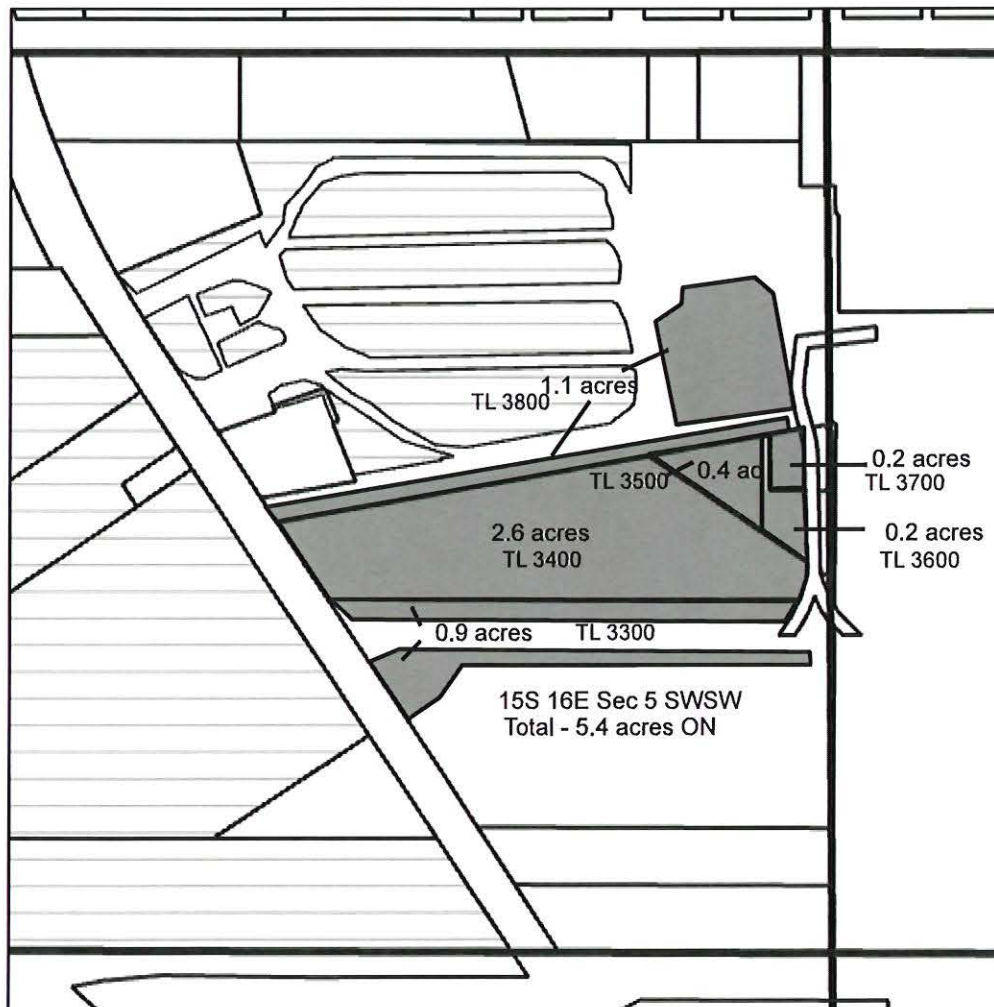 1.1 acres
TL 3800
TL 3500
0.4 ac
0.2 acres
TL 3700
2.6 acres
TL 3400
0.2 acres
TL 3600
0.9 acres
TL 3300
15S 16E Sec 5 SWSW
Total - 5.4 acres ON